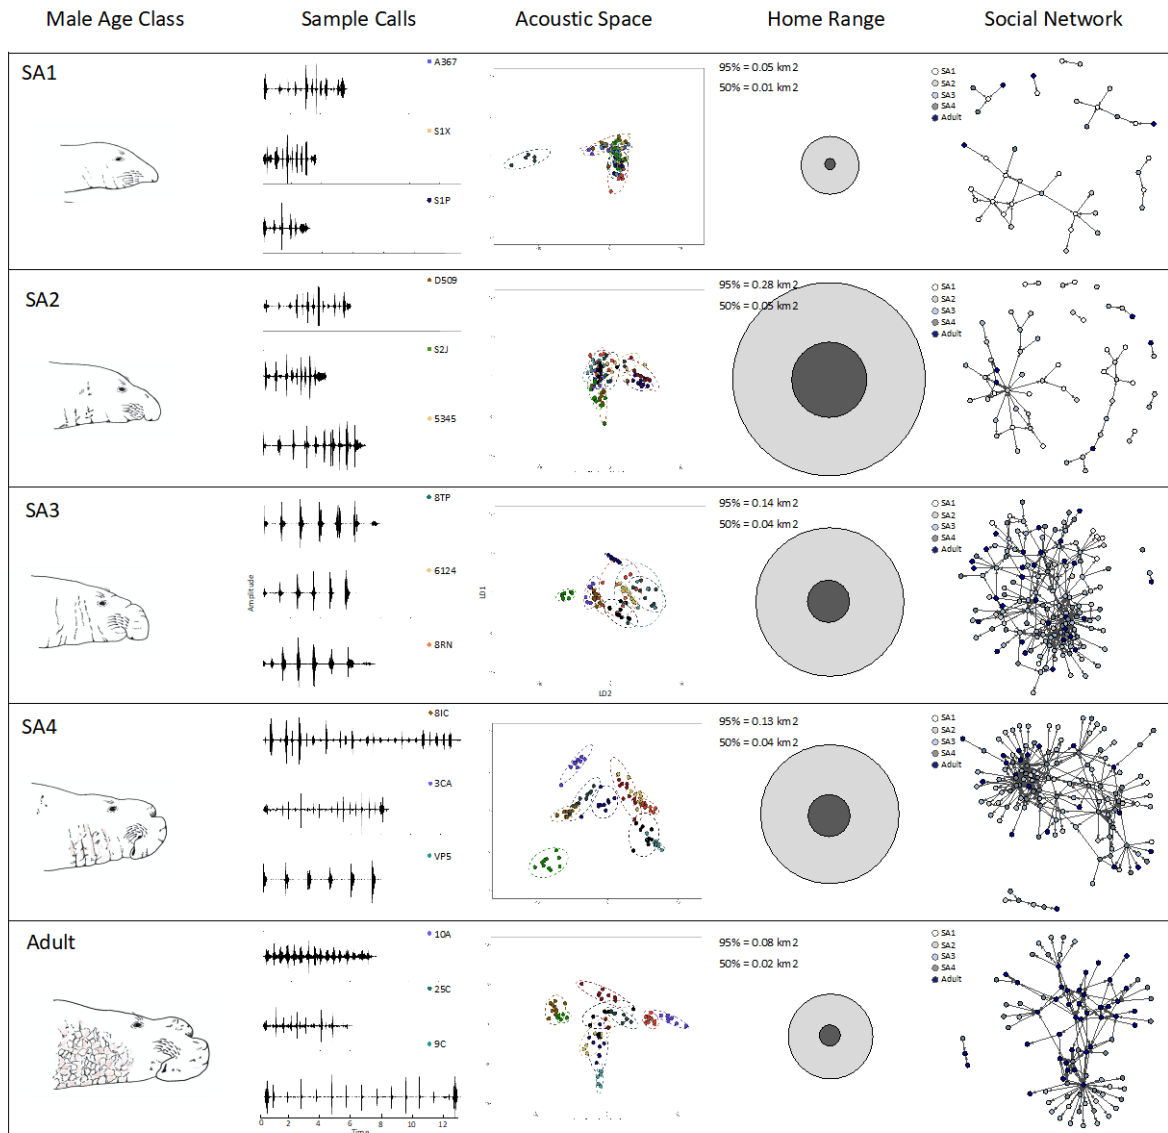 Male Age Class Sample Calls Acoustic Space Home Range Social Network
SA1
A367
S1X
S1P
95% = 0.05 km2
50% = 0.01 km2
SA1
SA2
SA3
SA4
Adult
SA2
D509
S2J
5345
95% = 0.28 km2
50% = 0.05 km2
SA1
SA2
SA3
SA4
Adult
SA3
8TP
6124
8RN
Amplitude
LD1
LD2
95% = 0.14 km2
50% = 0.04 km2
SA1
SA2
SA3
SA4
Adult
SA4
8IC
3CA
VP5
95% = 0.13 km2
50% = 0.04 km2
SA1
SA2
SA3
SA4
Adult
Adult
10A
25C
9C
0 2 4 6 8 10 12
Time
95% = 0.08 km2
50% = 0.02 km2
SA1
SA2
SA3
SA4
Adult